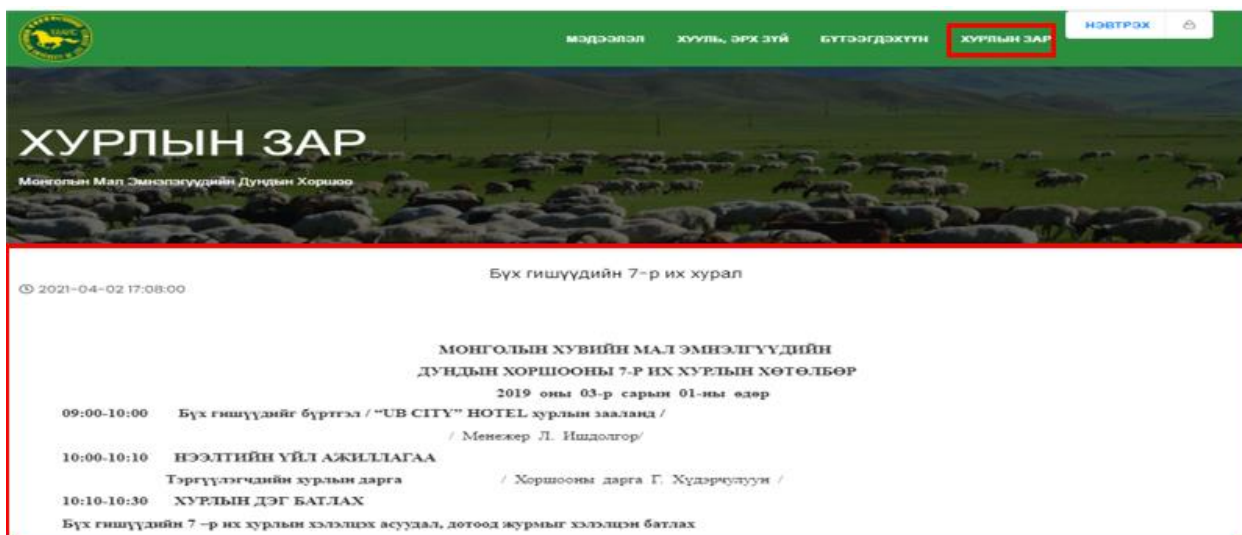 МЭДЭЭЛЭЛ ХУУЛЬ, ЭРХ ЗҮЙ БҮТЭЭГДЭХҮҮН ХУРЛЫН ЗАР НЭВТРЭХ
ХУРЛЫН ЗАР
Монголын Мал Эмнэлэгүүдийн Дундын Хоршоо
Бүх гишүүдийн 7-р их хурал
2021-04-02 17:08:00
МОНГОЛЫН ХУВИЙН МАЛ ЭМНЭЛГҮҮДИЙН
ДУНДЫН ХОРШООНЫ 7-Р ИХ ХУРЛЫН ХӨТӨЛБӨР
2019 оны 03-р сарын 01-ны өдөр
09:00-10:00 Бүх гишүүдийг бүртгэл / “UB CITY” HOTEL хурлын зааланд /
/ Менежер Л. Ишдолгор/
10:00-10:10 НЭЭЛТИЙН ҮЙЛ АЖИЛЛАГАА
Тэргүүлэгчдийн хурлын дарга / Хоршооны дарга Г. Хүдэрчулуун /
10:10-10:30 ХУРЛЫН ДЭГ БАТЛАХ
Бүх гишүүдийн 7 –р их хурлын хэлэлцэх асуудал, дотоод журмыг хэлэлцэн батлах